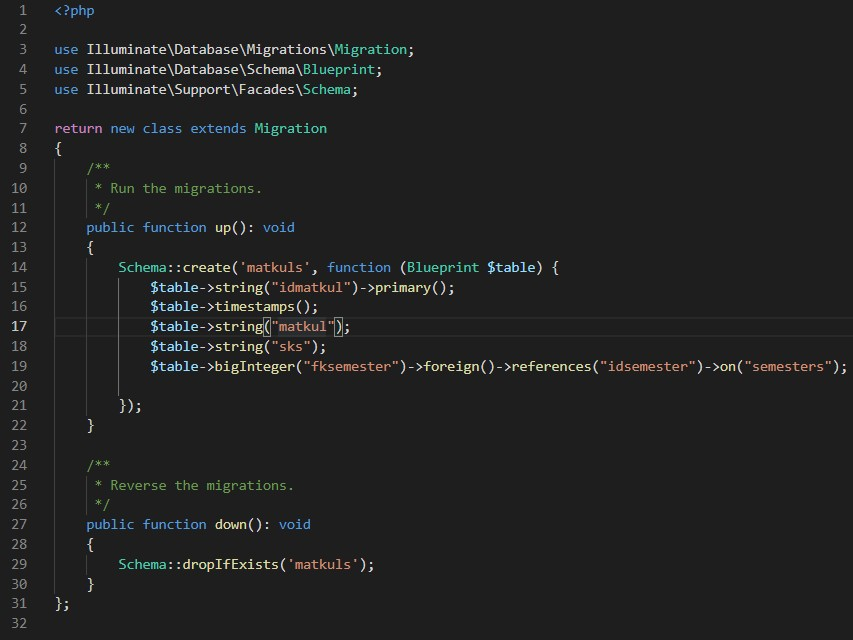 1 <?php
2
3 use Illuminate\Database\Migrations\Migration;
4 use Illuminate\Database\Schema\Blueprint;
5 use Illuminate\Support\Facades\Schema;
6
7 return new class extends Migration
8 {
9     /**
10      * Run the migrations.
11      */
12     public function up(): void
13     {
14         Schema::create('matkuls', function (Blueprint $table) {
15             $table->string("idmatkul")->primary();
16             $table->timestamps();
17             $table->string("matkul");
18             $table->string("sks");
19             $table->bigInteger("fksemester")->foreign()->references("idsemester")->on("semesters");
20
21         });
22     }
23
24     /**
25      * Reverse the migrations.
26      */
27     public function down(): void
28     {
29         Schema::dropIfExists('matkuls');
30     }
31 };
32